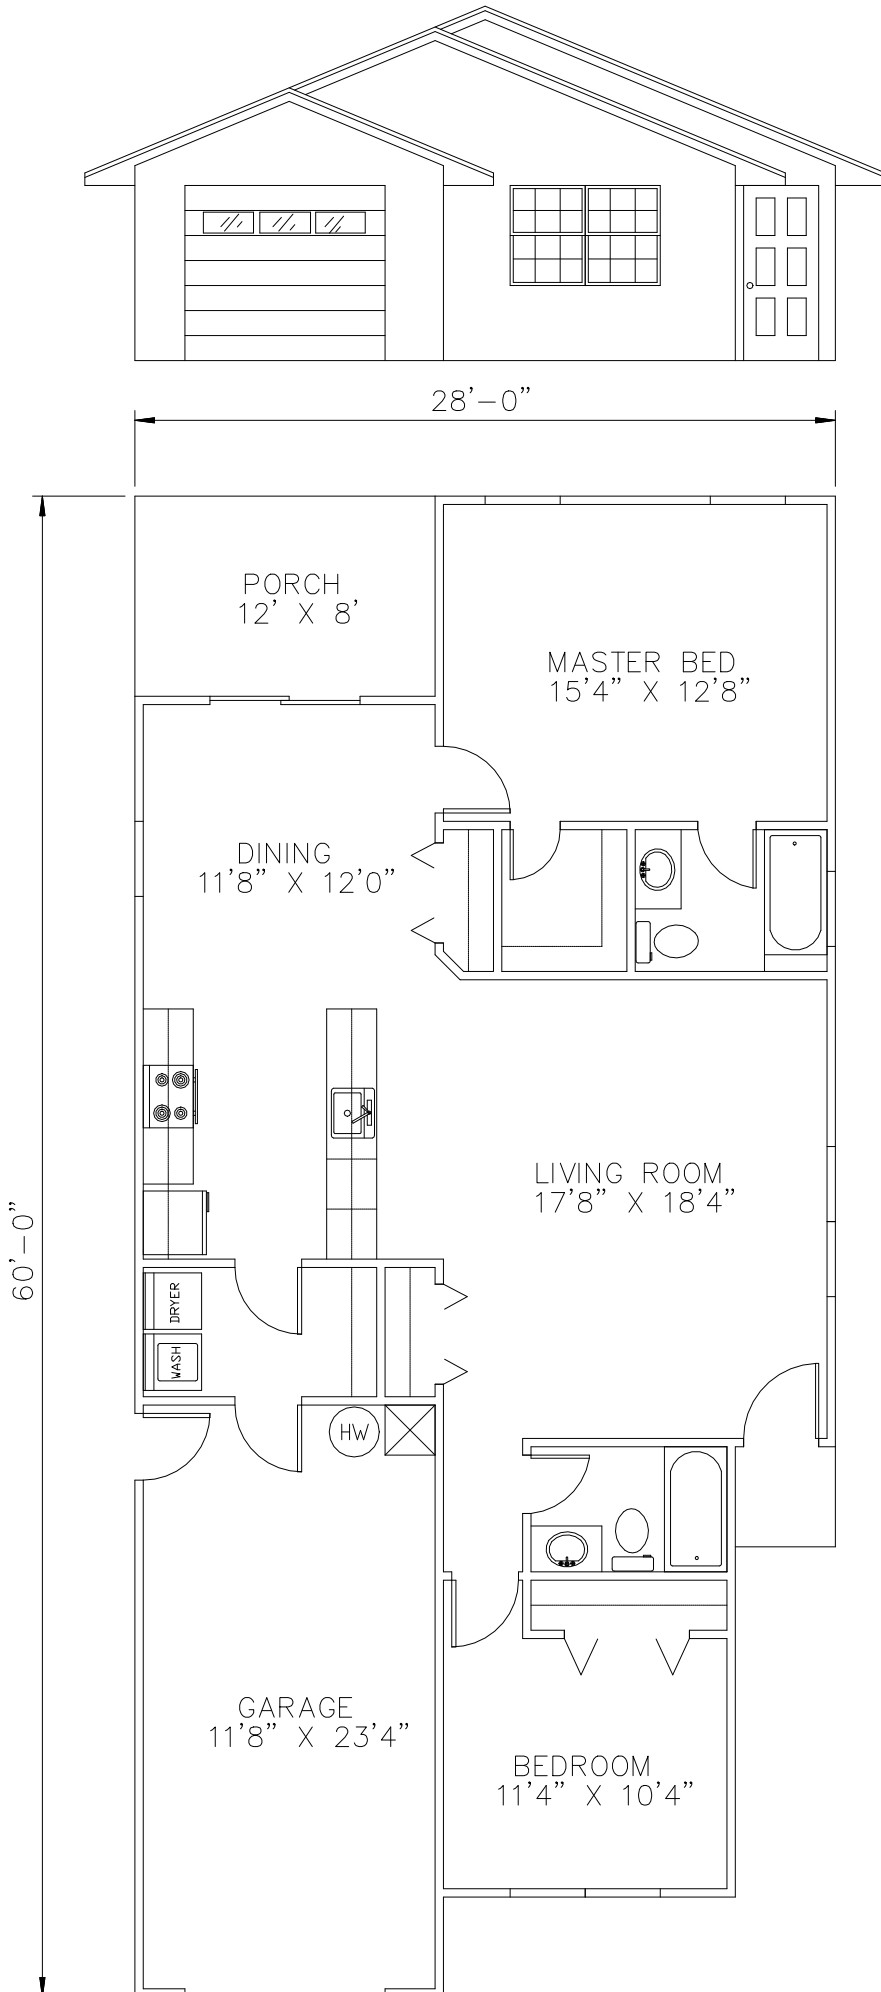 28'-0"
PORCH
12' X 8'
MASTER BED
15'4" X 12'8"
DINING
11'8" X 12'0"
LIVING ROOM
17'8" X 18'4"
60'-0"
DRYER
WASH
HW
GARAGE
11'8" X 23'4"
BEDROOM
11'4" X 10'4"